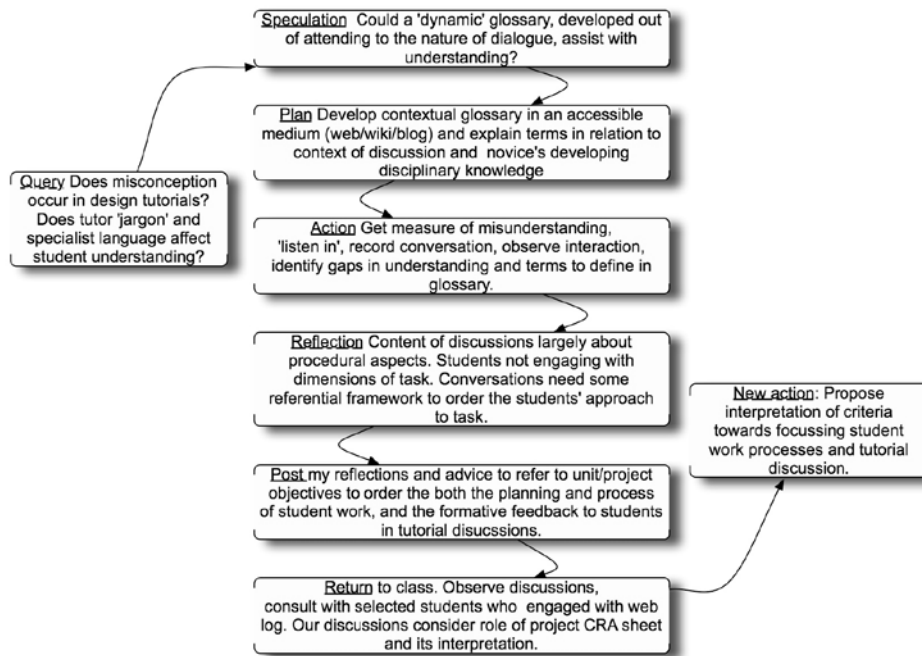 Speculation  Could a 'dynamic' glossary, developed out
of attending to the nature of dialogue, assist with
understanding?
Plan Develop contextual glossary in an accessible
medium (web/wiki/blog) and explain terms in relation to
context of discussion and  novice's developing
disciplinary knowledge
Query Does misconception
occur in design tutorials?
Does tutor 'jargon' and
specialist language affect
student understanding?
Action Get measure of misunderstanding,
'listen in', record conversation, observe interaction,
identify gaps in understanding and terms to define in
glossary.
Reflection Content of discussions largely about
procedural aspects. Students not engaging with
dimensions of task. Conversations need some
referential framework to order the students' approach
to task.
New action: Propose
interpretation of criteria
towards focussing student
work processes and tutorial
discussion.
Post my reflections and advice to refer to unit/project
objectives to order the both the planning and process
of student work, and the formative feedback to students
in tutorial disucssions.
Return to class. Observe discussions,
consult with selected students who  engaged with web
log. Our discussions consider role of project CRA sheet
and its interpretation.